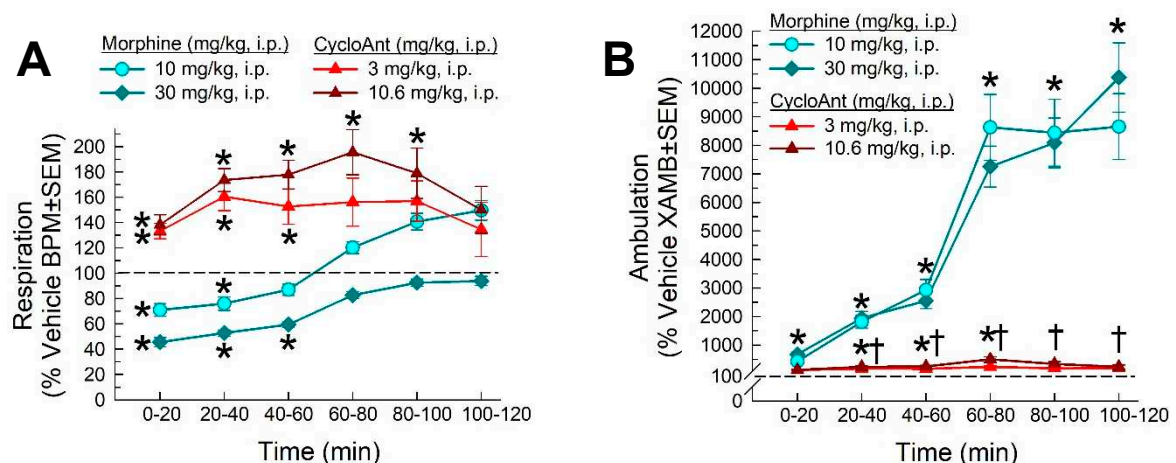 A
Morphine (mg/kg, i.p.) CycloAnt (mg/kg, i.p.)
10 mg/kg, i.p. 3 mg/kg, i.p.
30 mg/kg, i.p. 10.6 mg/kg, i.p.
Respiration
(% Vehicle BPM±SEM)
200
180
160
140
120
100
80
60
40
20
0
* * * *
* * * *
* *
* * *
0-20 20-40 40-60 60-80 80-100 100-120
Time (min)
B
Morphine (mg/kg, i.p.)
10 mg/kg, i.p.
30 mg/kg, i.p.
CycloAnt (mg/kg, i.p.)
3 mg/kg, i.p.
10.6 mg/kg, i.p.
Ambulation
(% Vehicle XAMB±SEM)
12000
11000
10000
9000
8000
7000
6000
5000
4000
3000
2000
1000
100
0
* * * * * *
*† *† *† † †
0-20 20-40 40-60 60-80 80-100 100-120
Time (min)